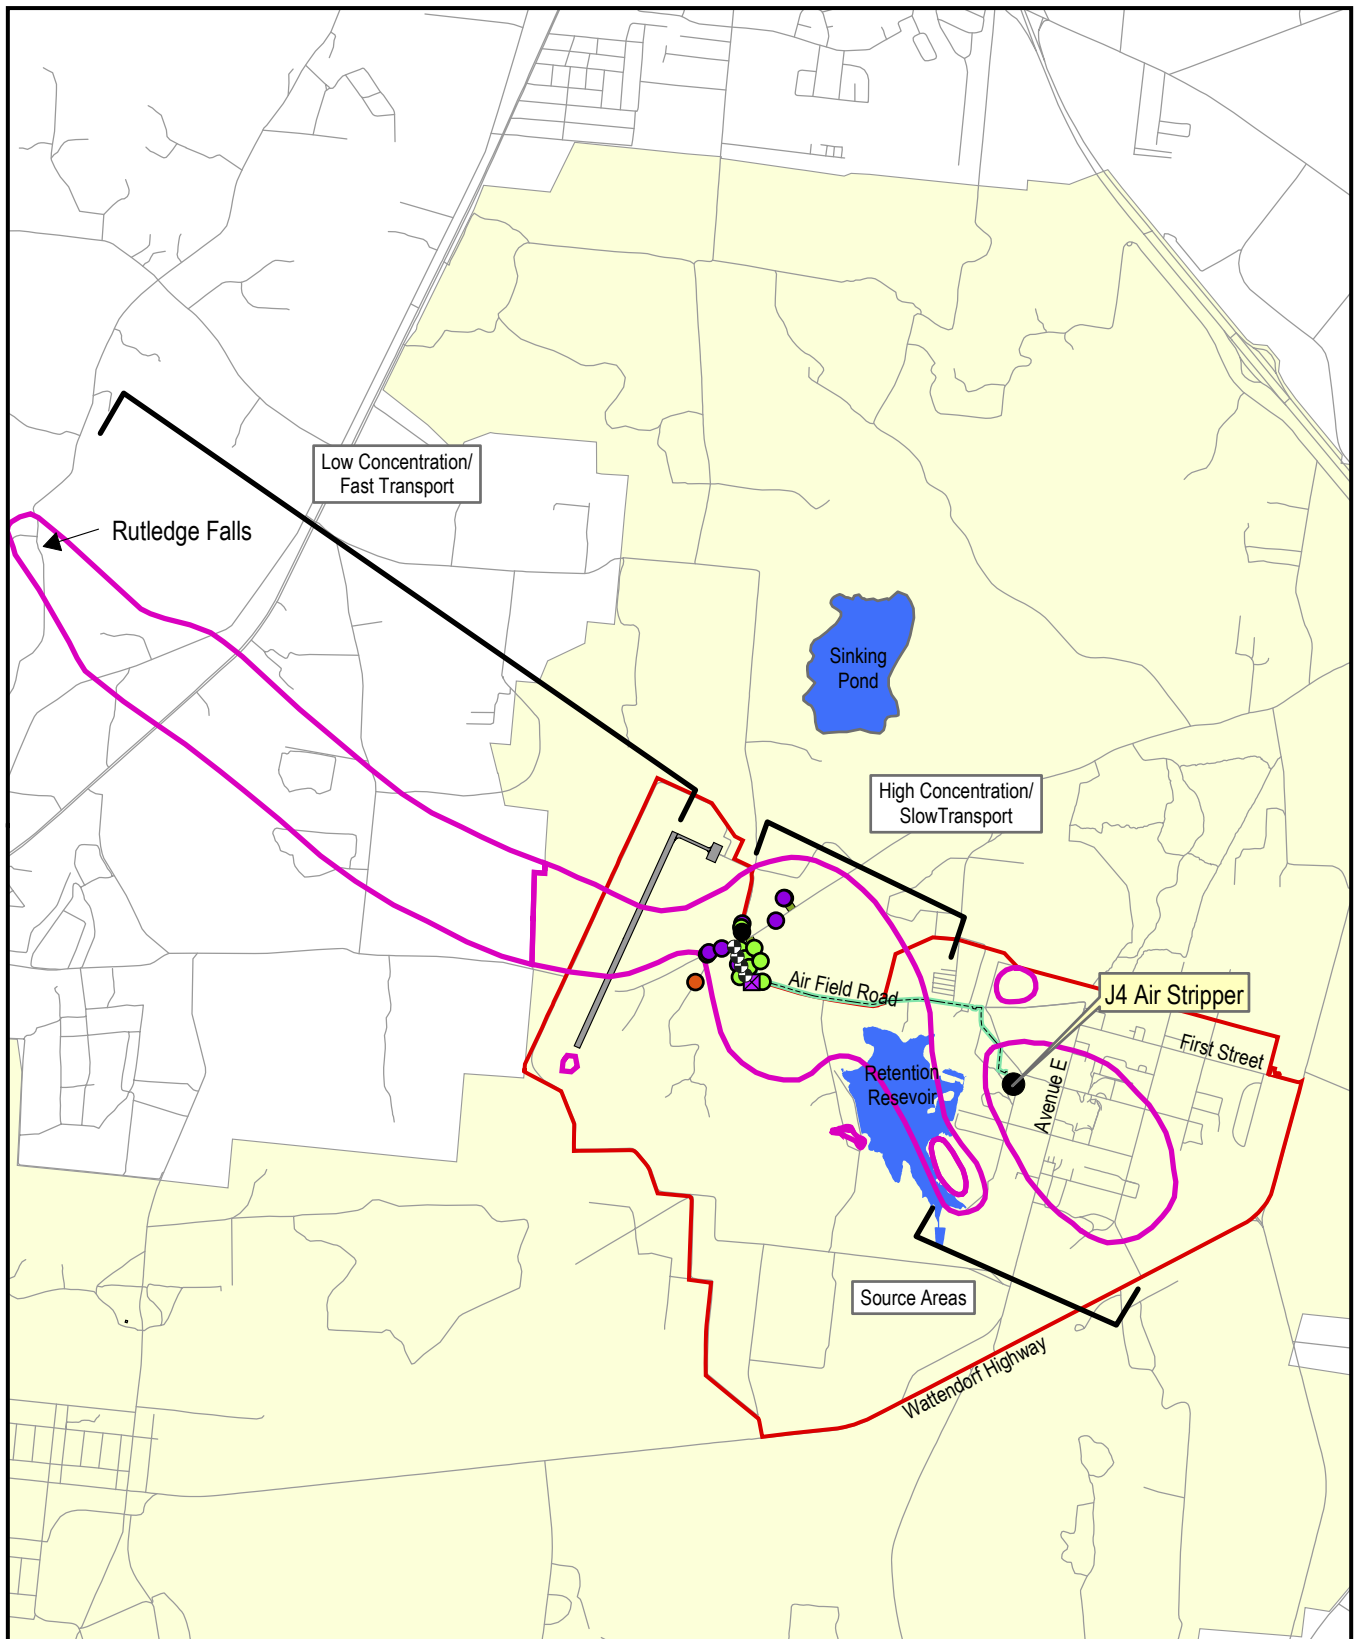 Low Concentration/
Fast Transport
Rutledge Falls
Sinking
Pond
High Concentration/
SlowTransport
Air Field Road
J4 Air Stripper
First Street
Avenue E
Retention
Resevoir
Source Areas
Wattendorf Highway